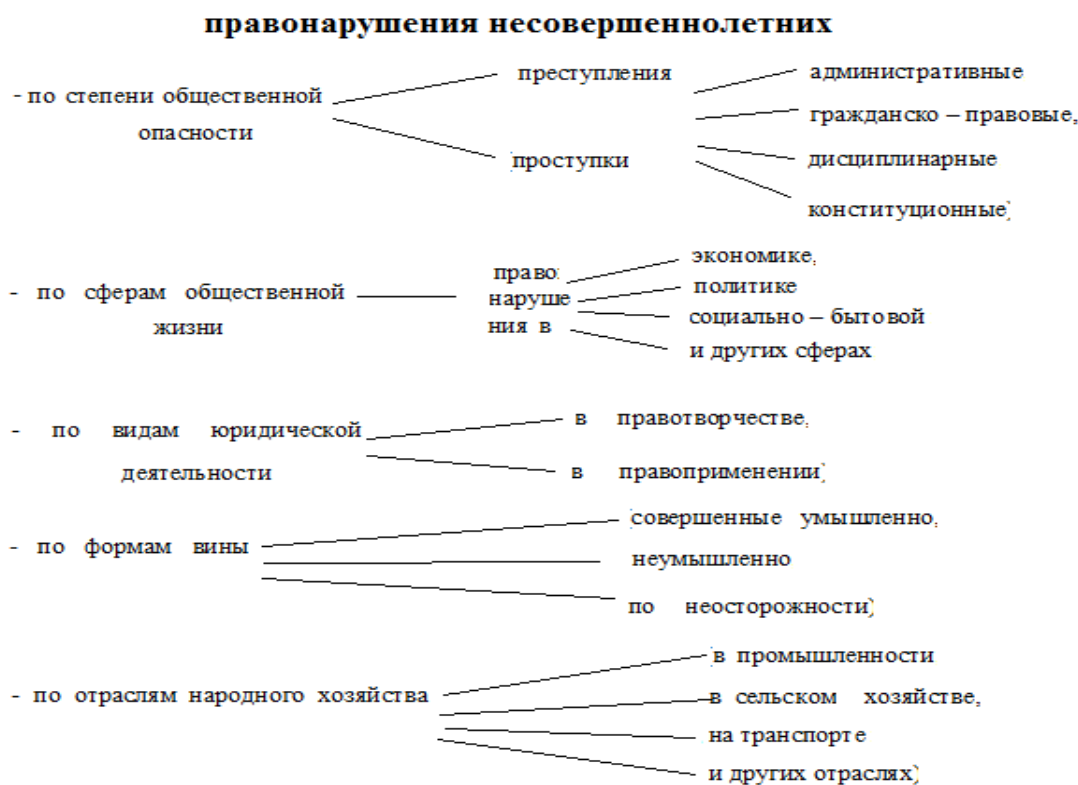 правонарушения несовершеннолетних
- по степени общественной
опасности
преступления
проступки
административные
гражданско – правовые,
дисциплинарные
конституционные)
- по сферам общественной
жизни
право
наруше
ния в
экономике,
политике
социально – бытовой
и других сферах
- по видам юридической
деятельности
в правотворчестве,
в правоприменении)
- по формам вины
совершенные умышленно,
неумышленно
по неосторожности)
- по отраслям народного хозяйства
в промышленности
в сельском хозяйстве,
на транспорте
и других отраслях)